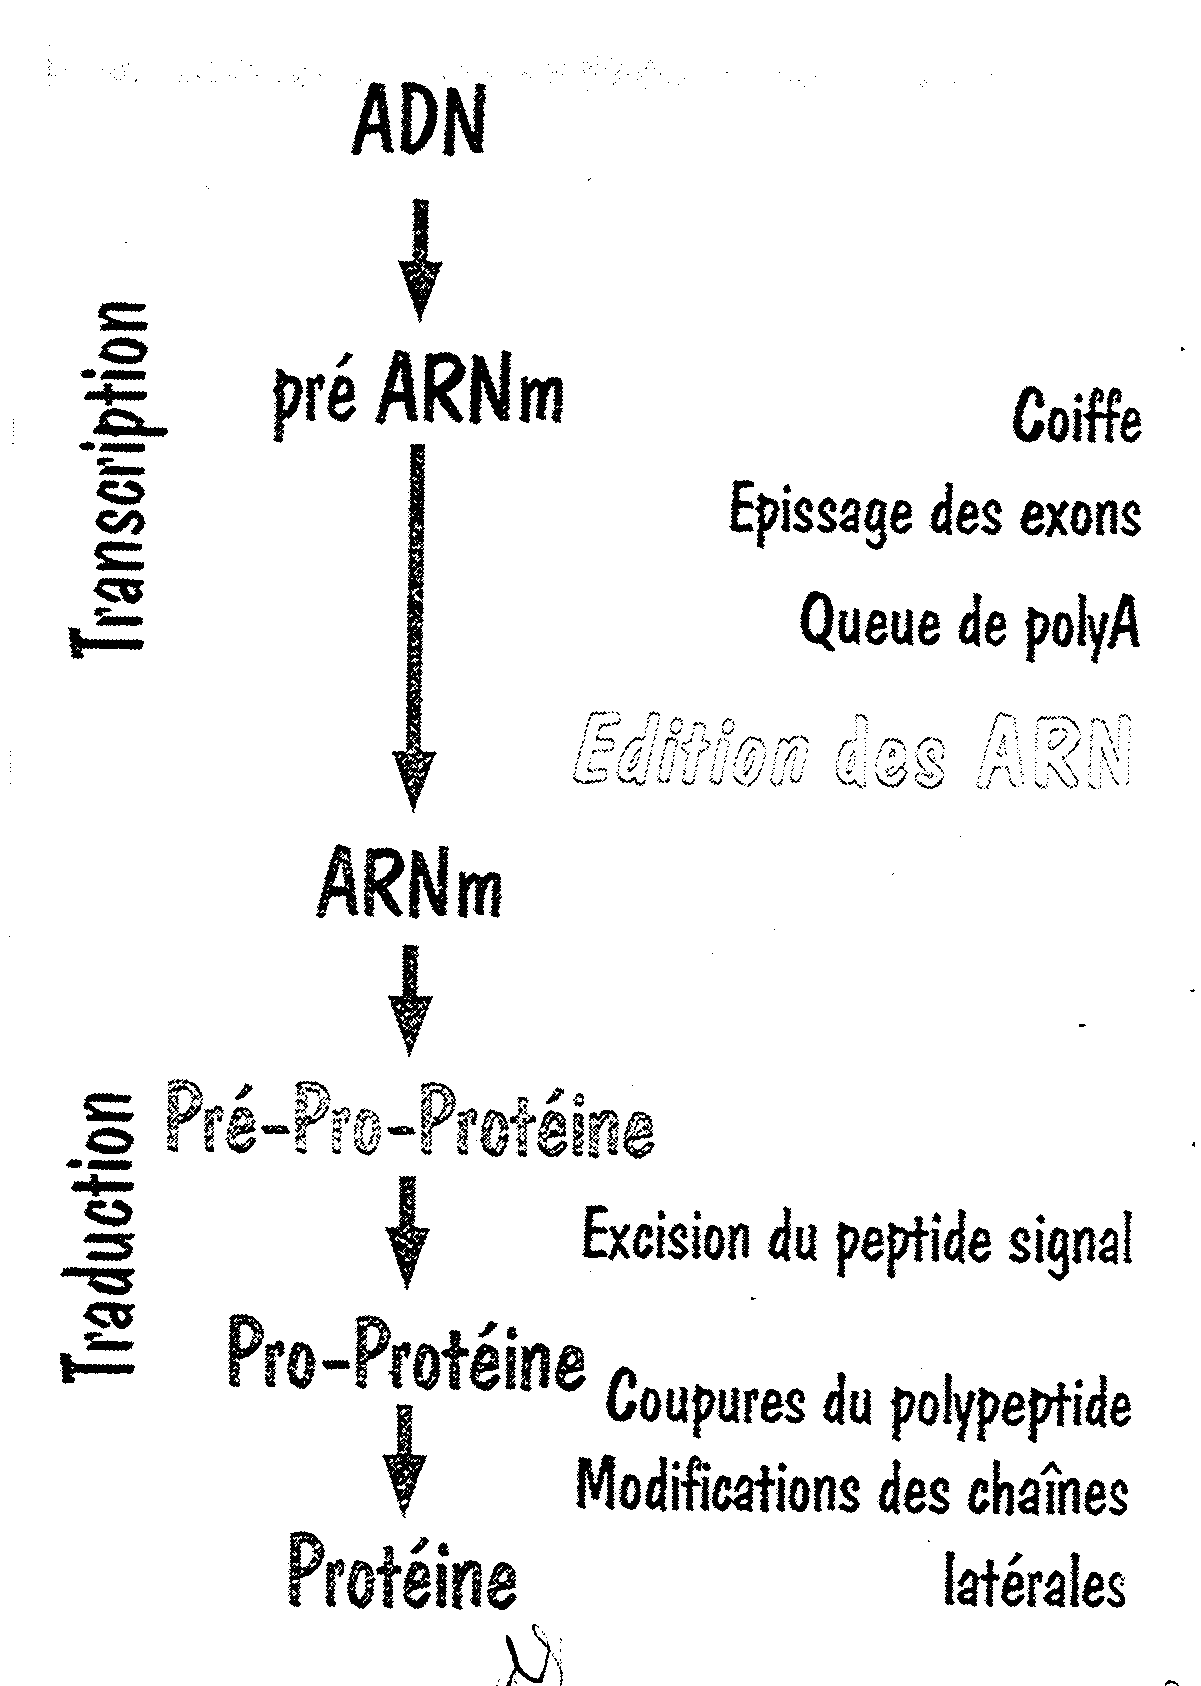 ADN
Transcription
pré ARNm
Coiffe
Epissage des exons
Queue de polyA
Edition des ARN
ARNm
Traduction
Pré-Pro-Protéine
Excision du peptide signal
Pro-Protéine
Coupures du polypeptide
Modifications des chaînes
latérales
Protéine